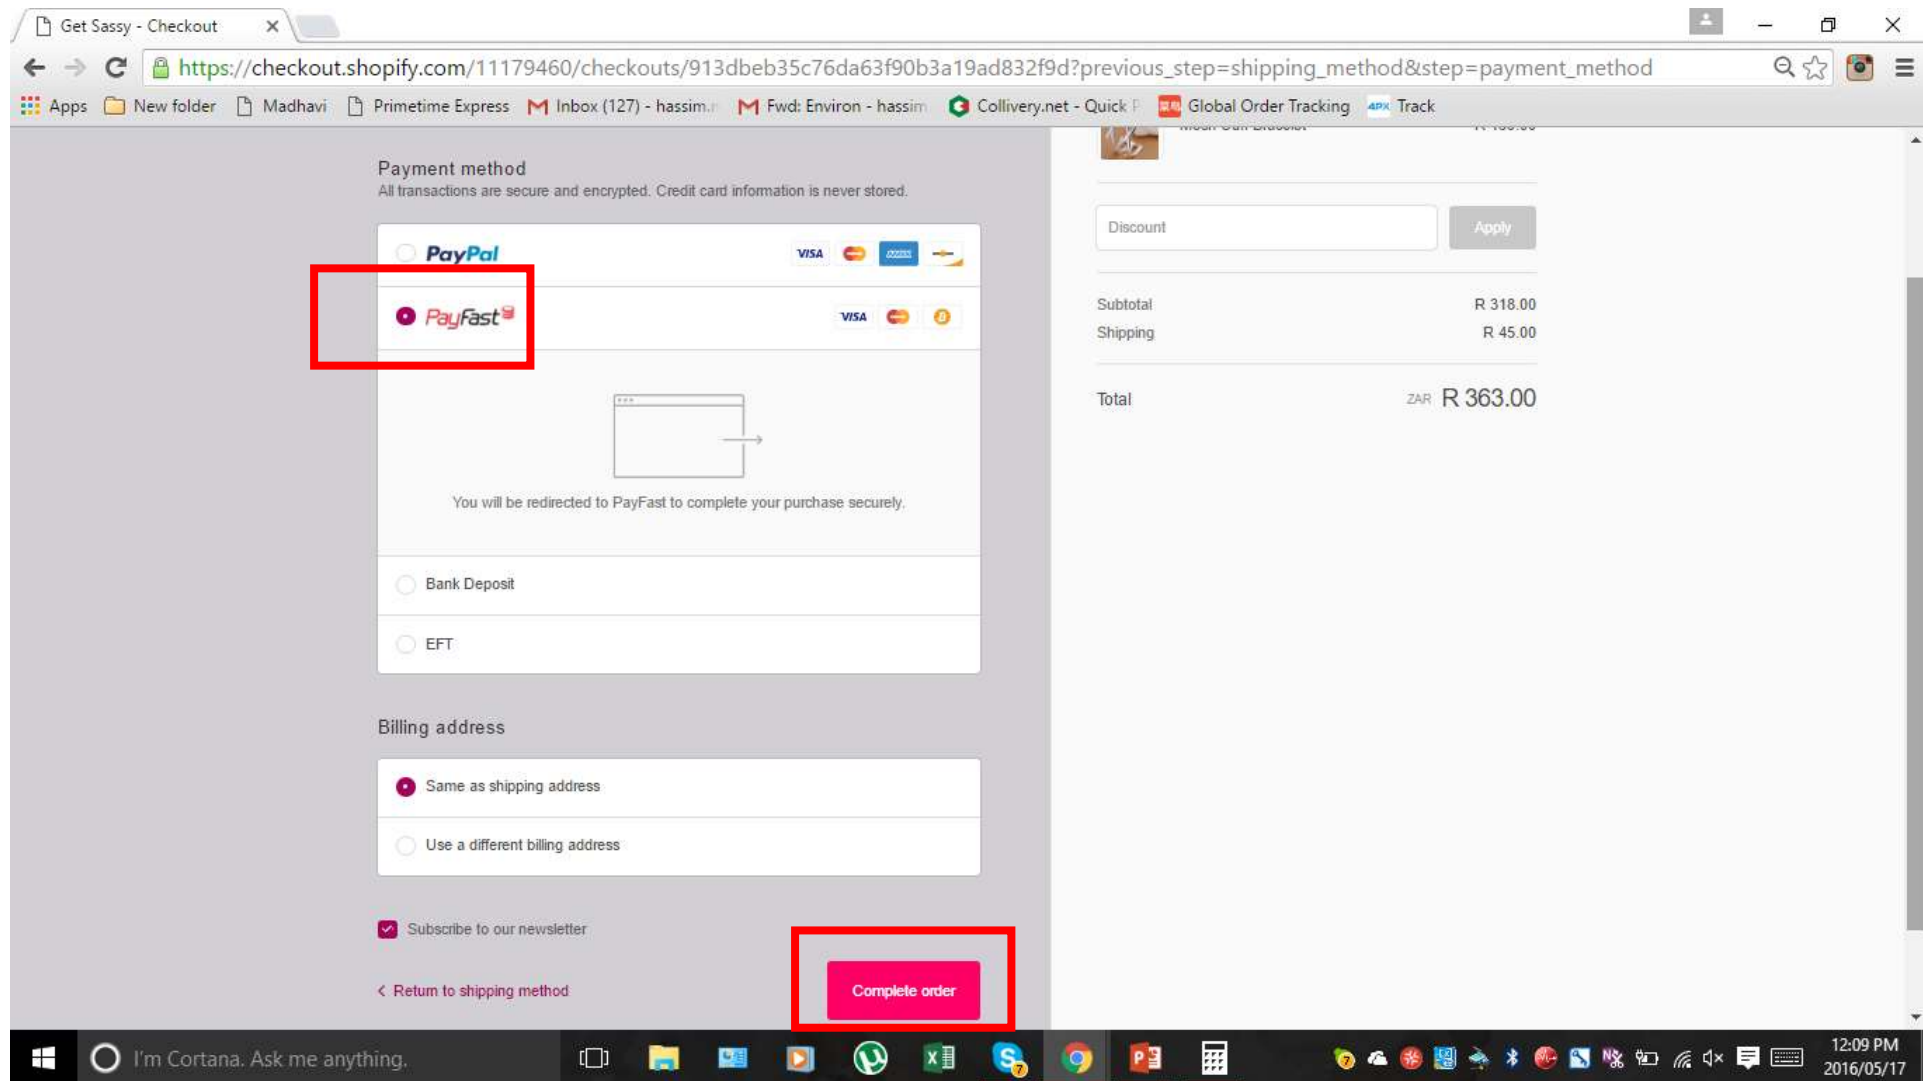 Get Sassy - Checkout
https://checkout.shopify.com/11179460/checkouts/913dbeb35c76da63f90b3a19ad832f9d?previous_step=shipping_method&step=payment_method
Apps New folder Madhavi Primetime Express Inbox (127) - hassim. Fwd: Environ - hassim Collivery.net - Quick Global Order Tracking 4PX Track
Payment method
All transactions are secure and encrypted. Credit card information is never stored.
PayPal VISA
PayFast VISA
You will be redirected to PayFast to complete your purchase securely.
Bank Deposit
EFT
Billing address
Same as shipping address
Use a different billing address
Subscribe to our newsletter
< Return to shipping method
Complete order
Discount Apply
Subtotal R 318.00
Shipping R 45.00
Total ZAR R 363.00
I'm Cortana. Ask me anything.
12:09 PM
2016/05/17